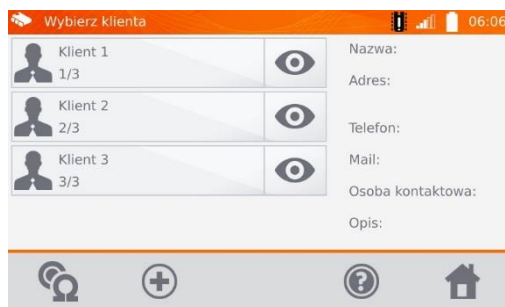 Wybierz klienta
06:06
Klient 1
1/3
Klient 2
2/3
Klient 3
3/3
Nazwa:
Adres:
Telefon:
Mail:
Osoba kontaktowa:
Opis: